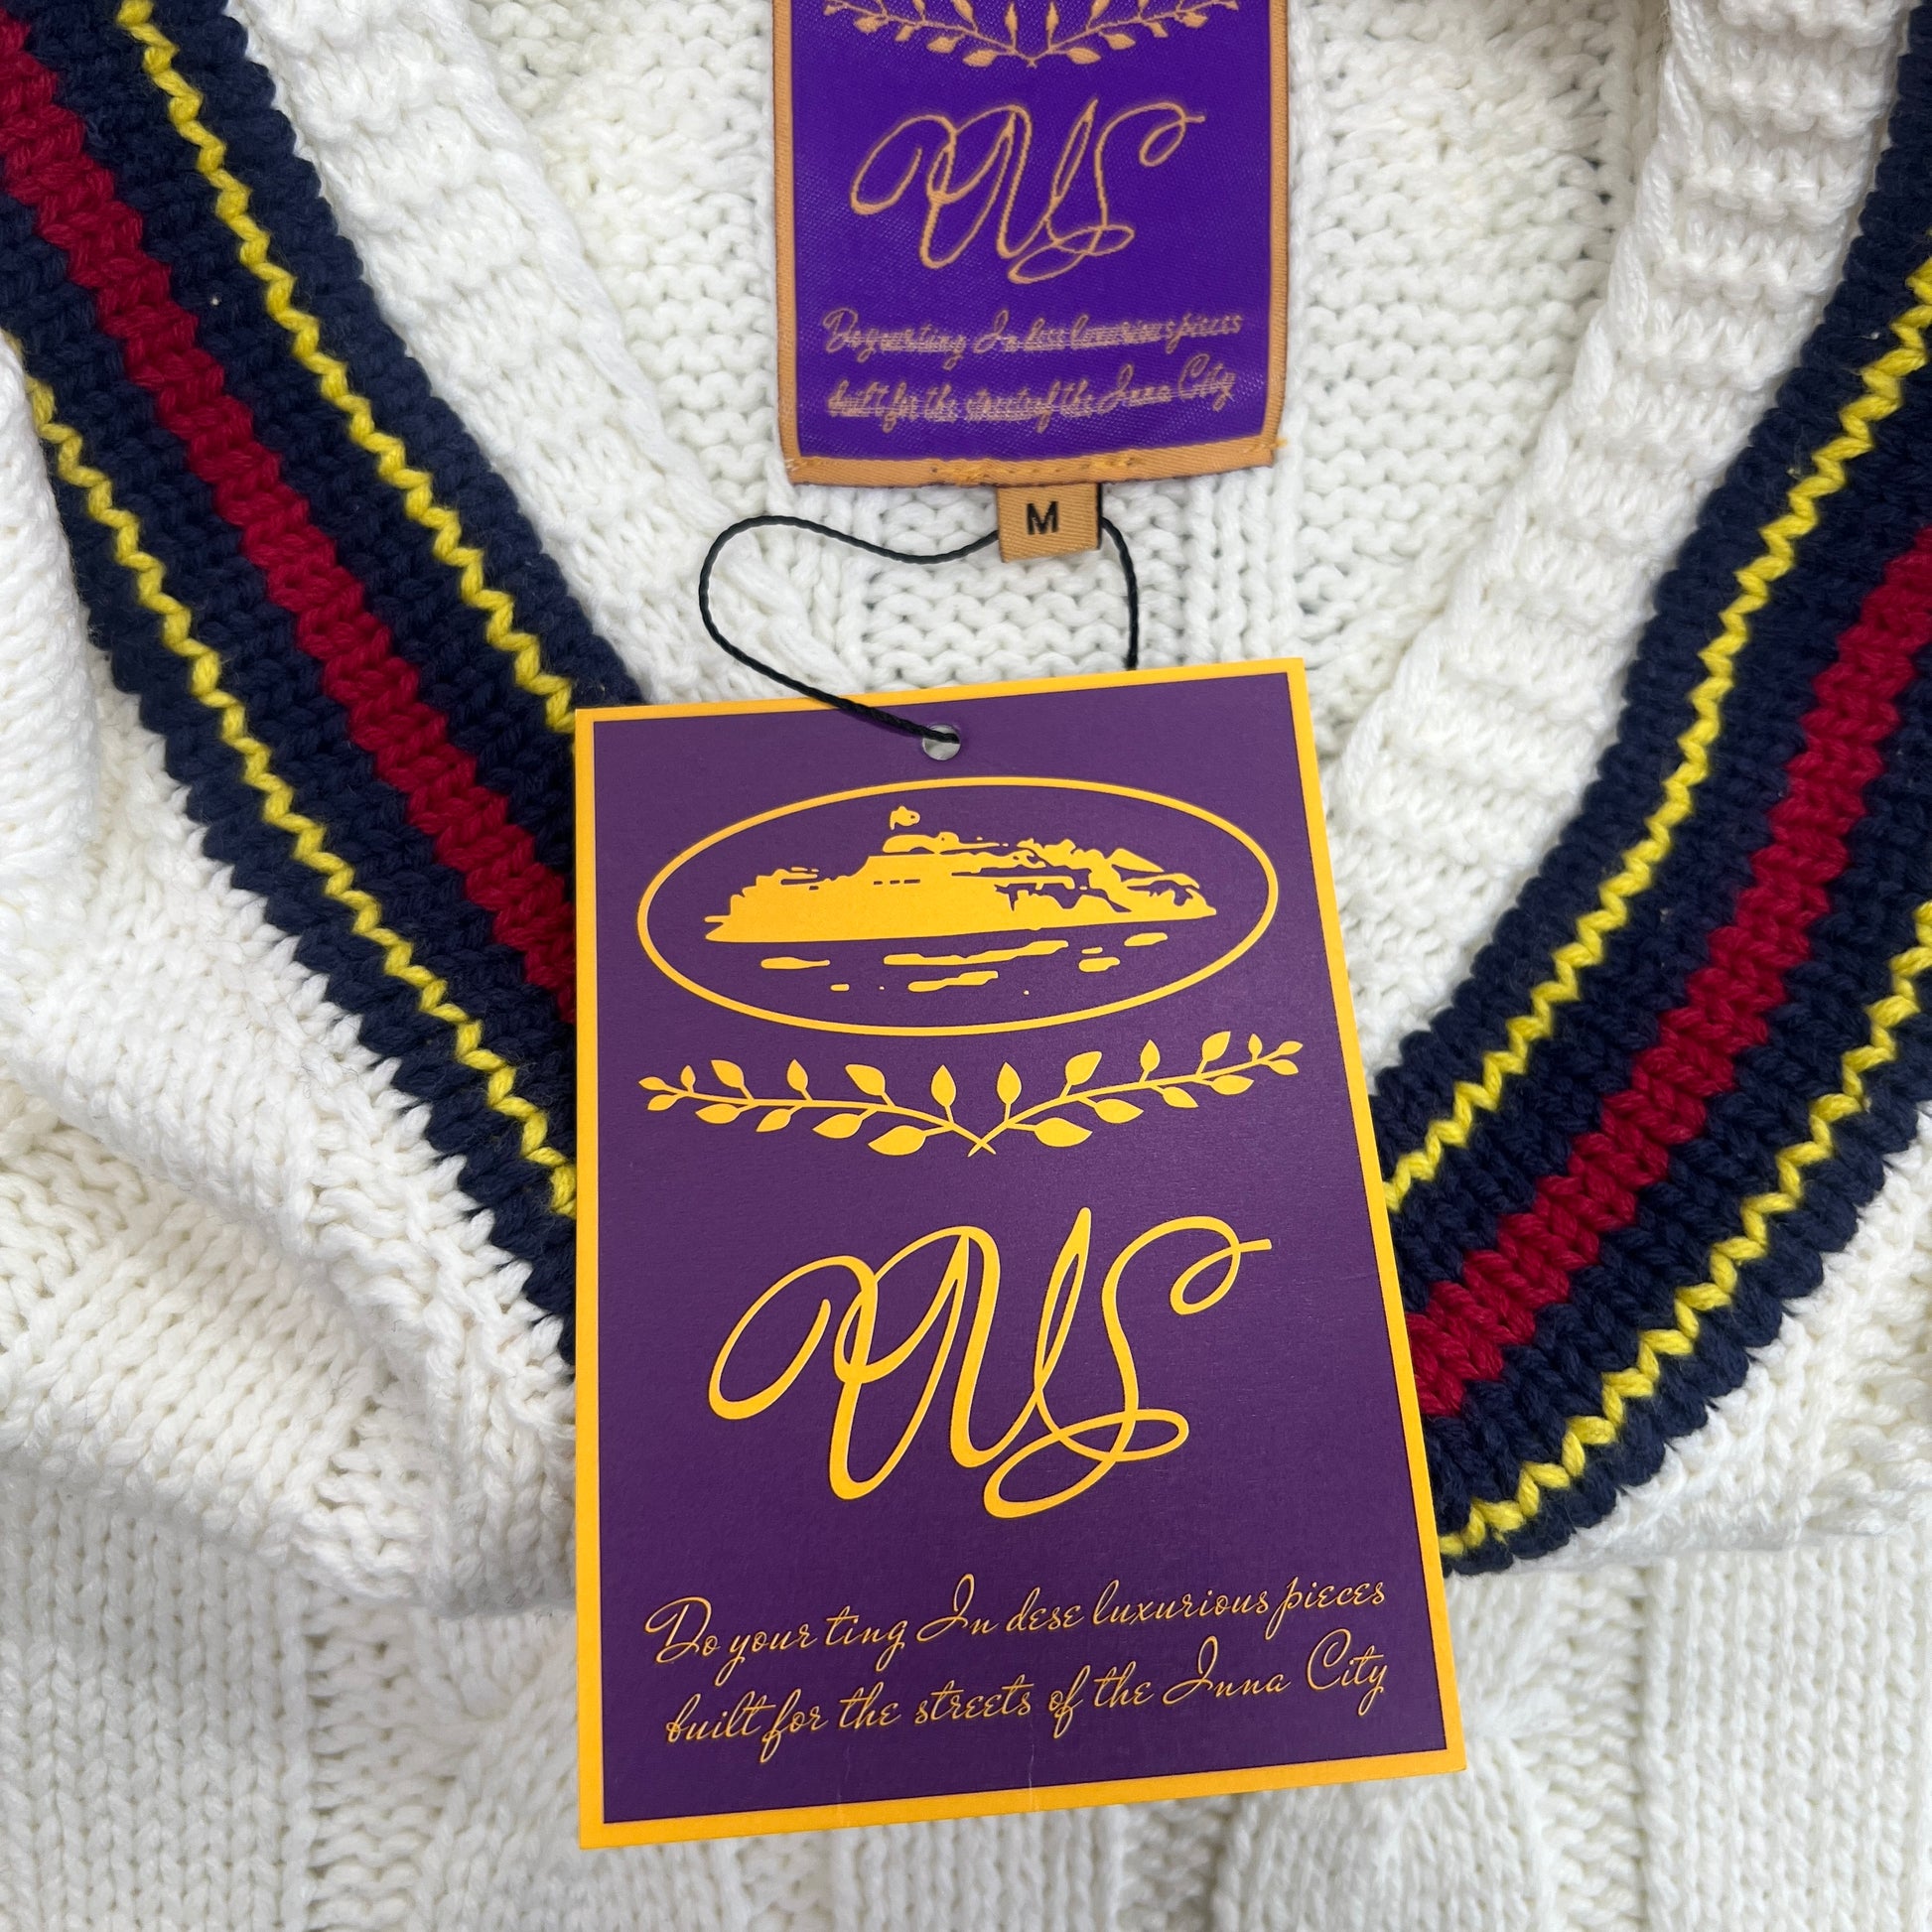 Do your ting In dese luxurious pieces
built for the streets of the Inna City
M
Do your ting In dese luxurious pieces
built for the streets of the Inna City